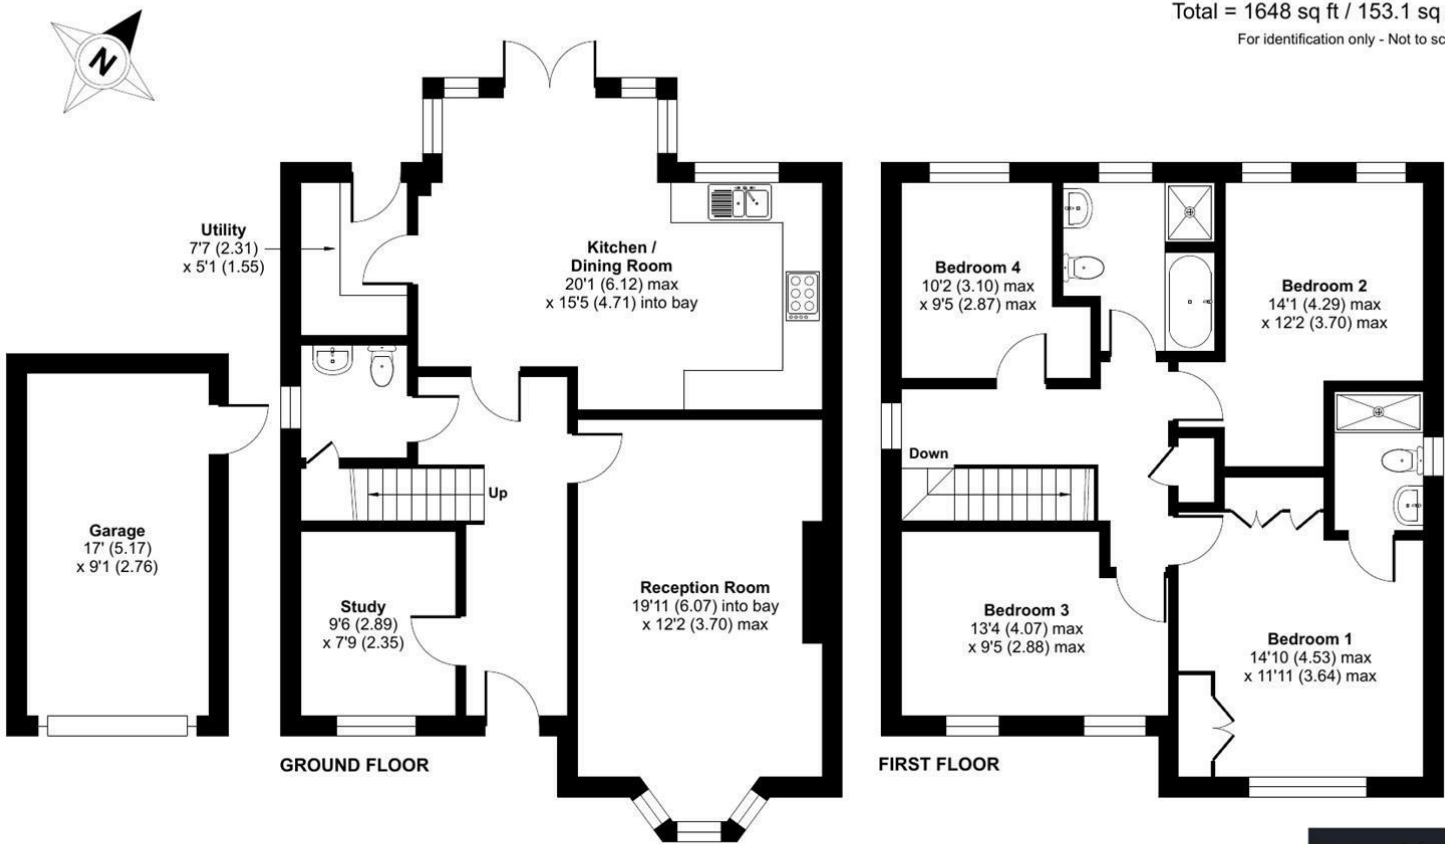 Total = 1648 sq ft / 153.1 sq
For identification only - Not to sc
N
Utility
7'7 (2.31)
x 5'1 (1.55)
Kitchen /
Dining Room
20'1 (6.12) max
x 15'5 (4.71) into bay
Bedroom 4
10'2 (3.10) max
x 9'5 (2.87) max
Bedroom 2
14'1 (4.29) max
x 12'2 (3.70) max
Down
Up
Garage
17' (5.17)
x 9'1 (2.76)
Study
9'6 (2.89)
x 7'9 (2.35)
Reception Room
19'11 (6.07) into bay
x 12'2 (3.70) max
Bedroom 3
13'4 (4.07) max
x 9'5 (2.88) max
Bedroom 1
14'10 (4.53) max
x 11'11 (3.64) max
GROUND FLOOR
FIRST FLOOR